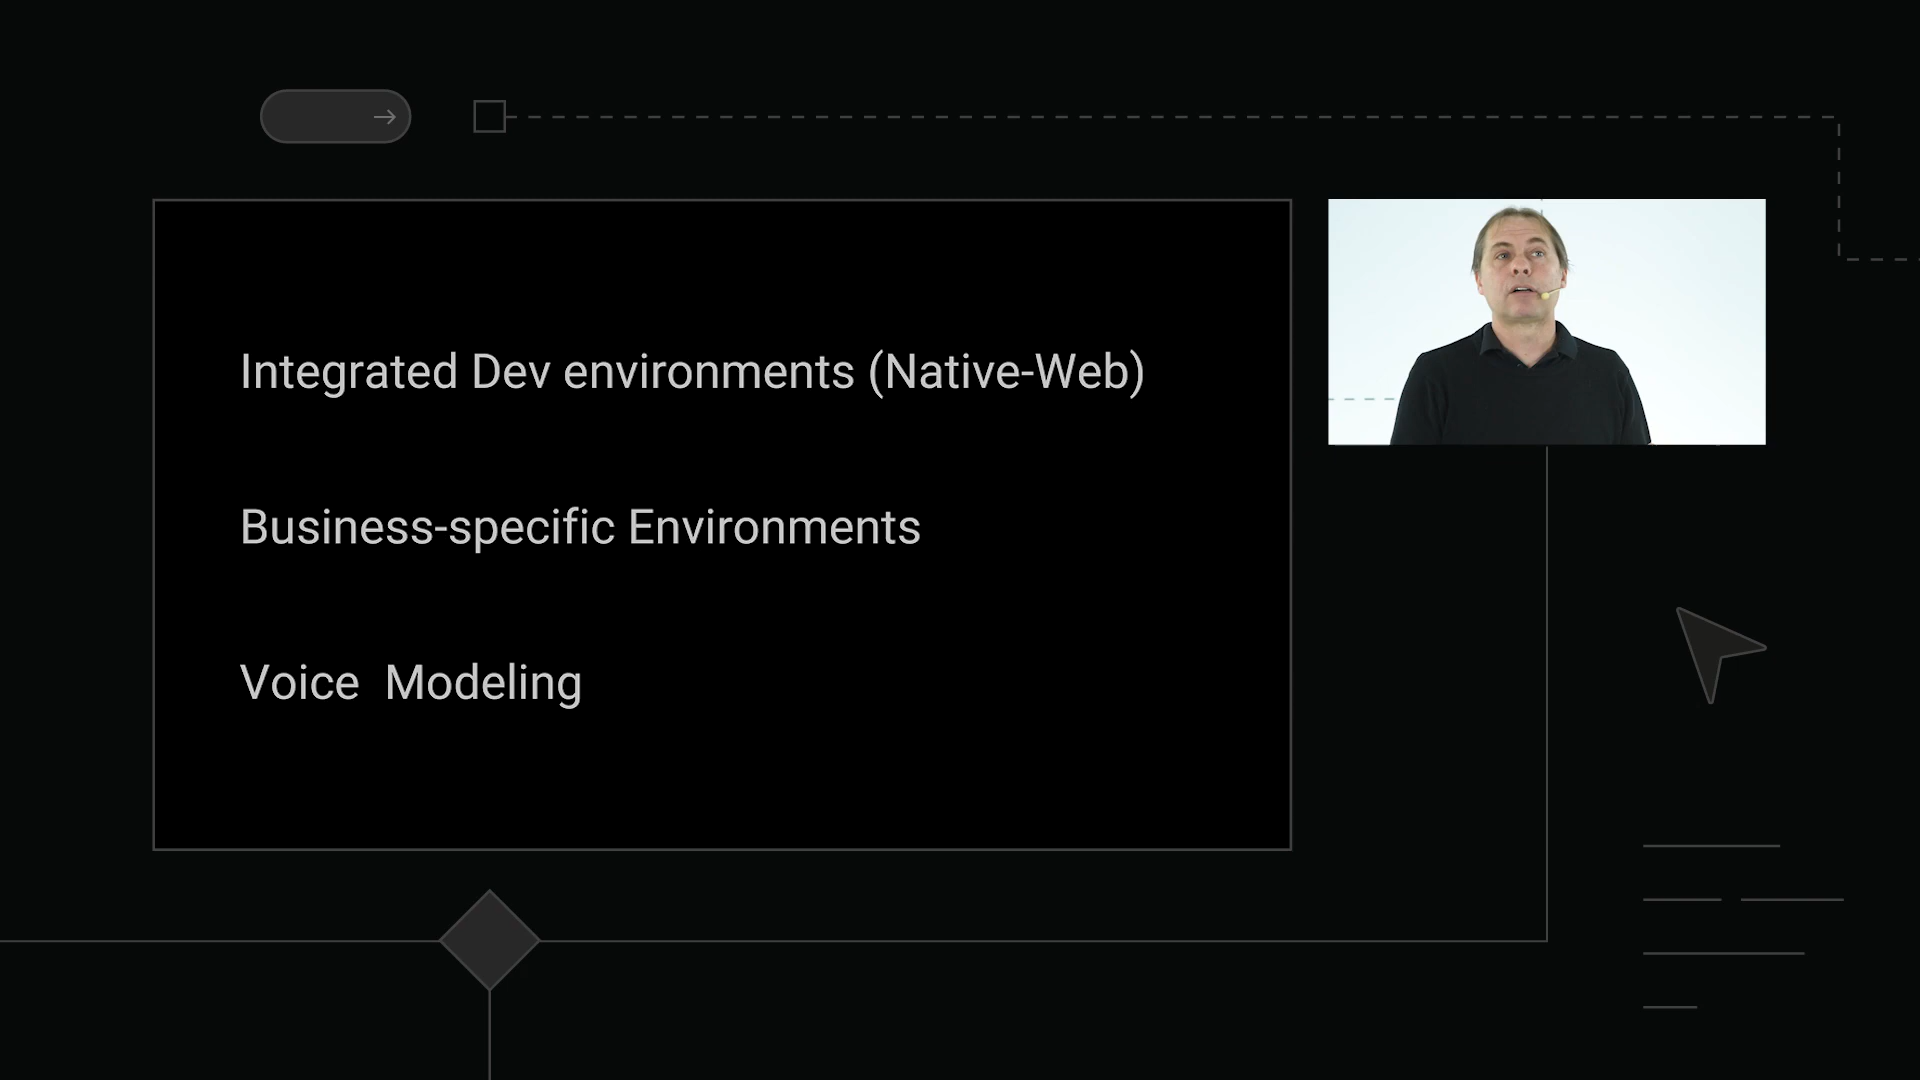 Integrated Dev environments (Native-Web)
Business-specific Environments
Voice  Modeling